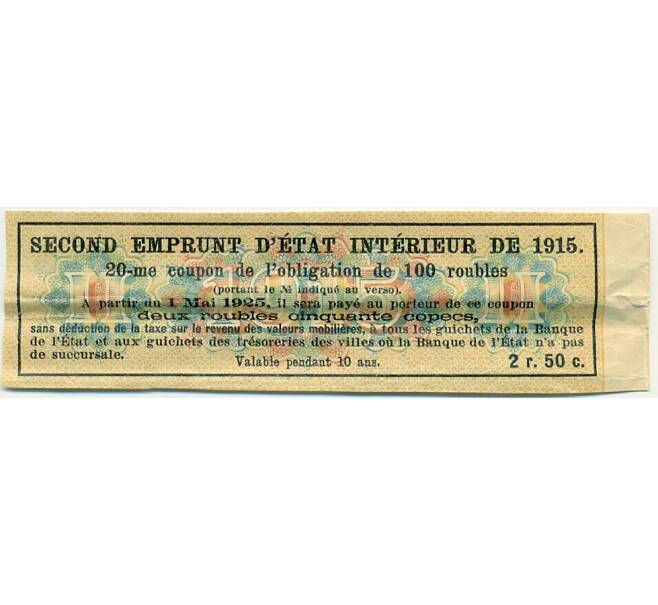 SECOND EMPRUNT D'ÉTAT INTÉRIEUR DE 1915.
20-me coupon de l'obligation de 100 roubles
(portant le № indiqué au verso).
A partir du 1 Mai 1925, il sera payé au porteur de ce coupon
deux roubles cinquante copecs,
sans déduction de la taxe sur le revenu des valeurs mobilières, à tous les guichets de la Banque
de l'État et aux guichets des trésoreries des villes où la Banque de l'État n'a pas
de succursale.
Valable pendant 10 ans.
2 r. 50 c.